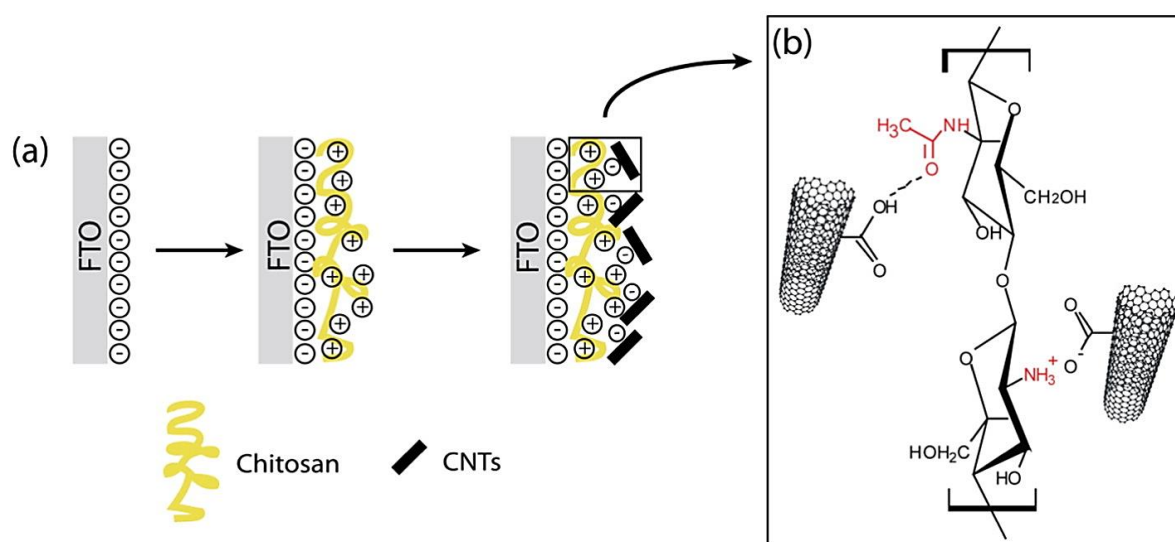 (a)
FTO
FTO
FTO
Chitosan
CNTs
(b)
H₃C
NH
O
O
OH
O
OH
CH2OH
O
O
O⁻
O
NH₃⁺
HOH₂C
HO